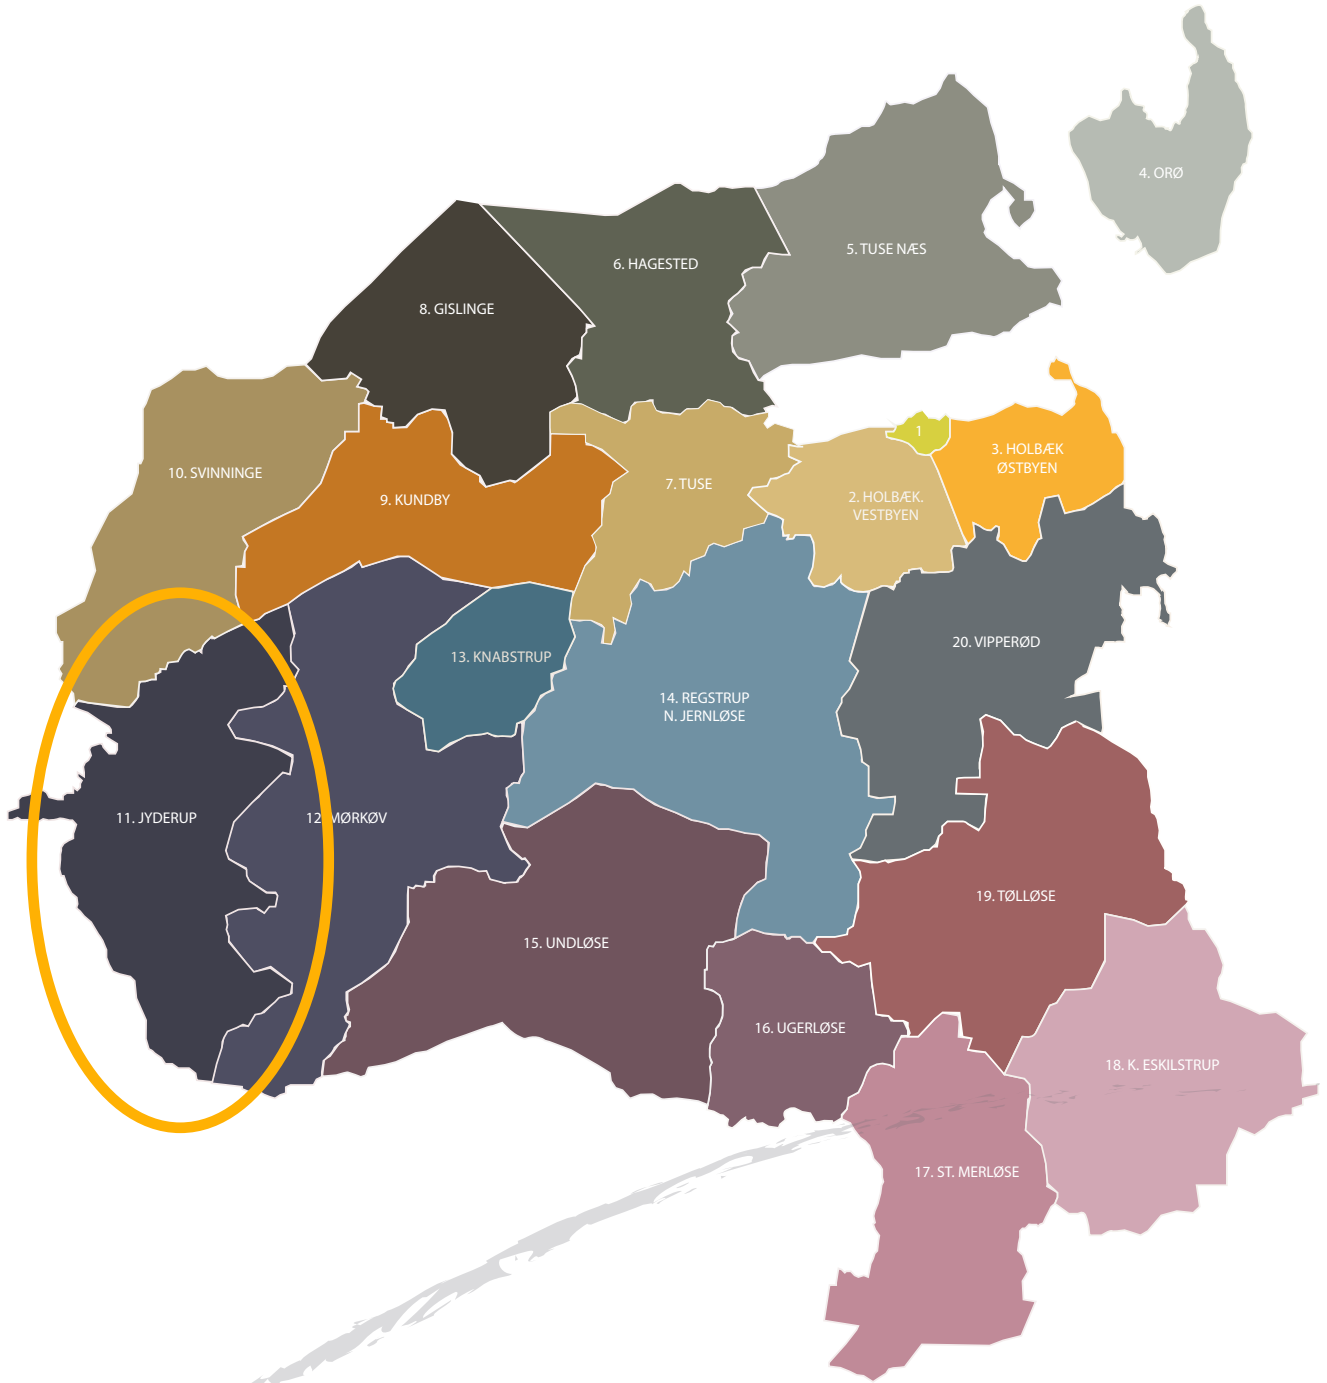 4. ORØ
5. TUSE NÆS
6. HAGESTED
8. GISLINGE
1
3. HOLBÆK
ØSTBYEN
10. SVINNINGE
7. TUSE
9. KUNDBY
2. HOLBÆK.
VESTBYEN
20. VIPPERØD
13. KNABSTRUP
14. REGSTRUP
N. JERNLØSE
11. JYDERUP
12. MØRKØV
19. TØLLØSE
15. UNDLØSE
16. UGERLØSE
18. K. ESKILSTRUP
17. ST. MERLØSE